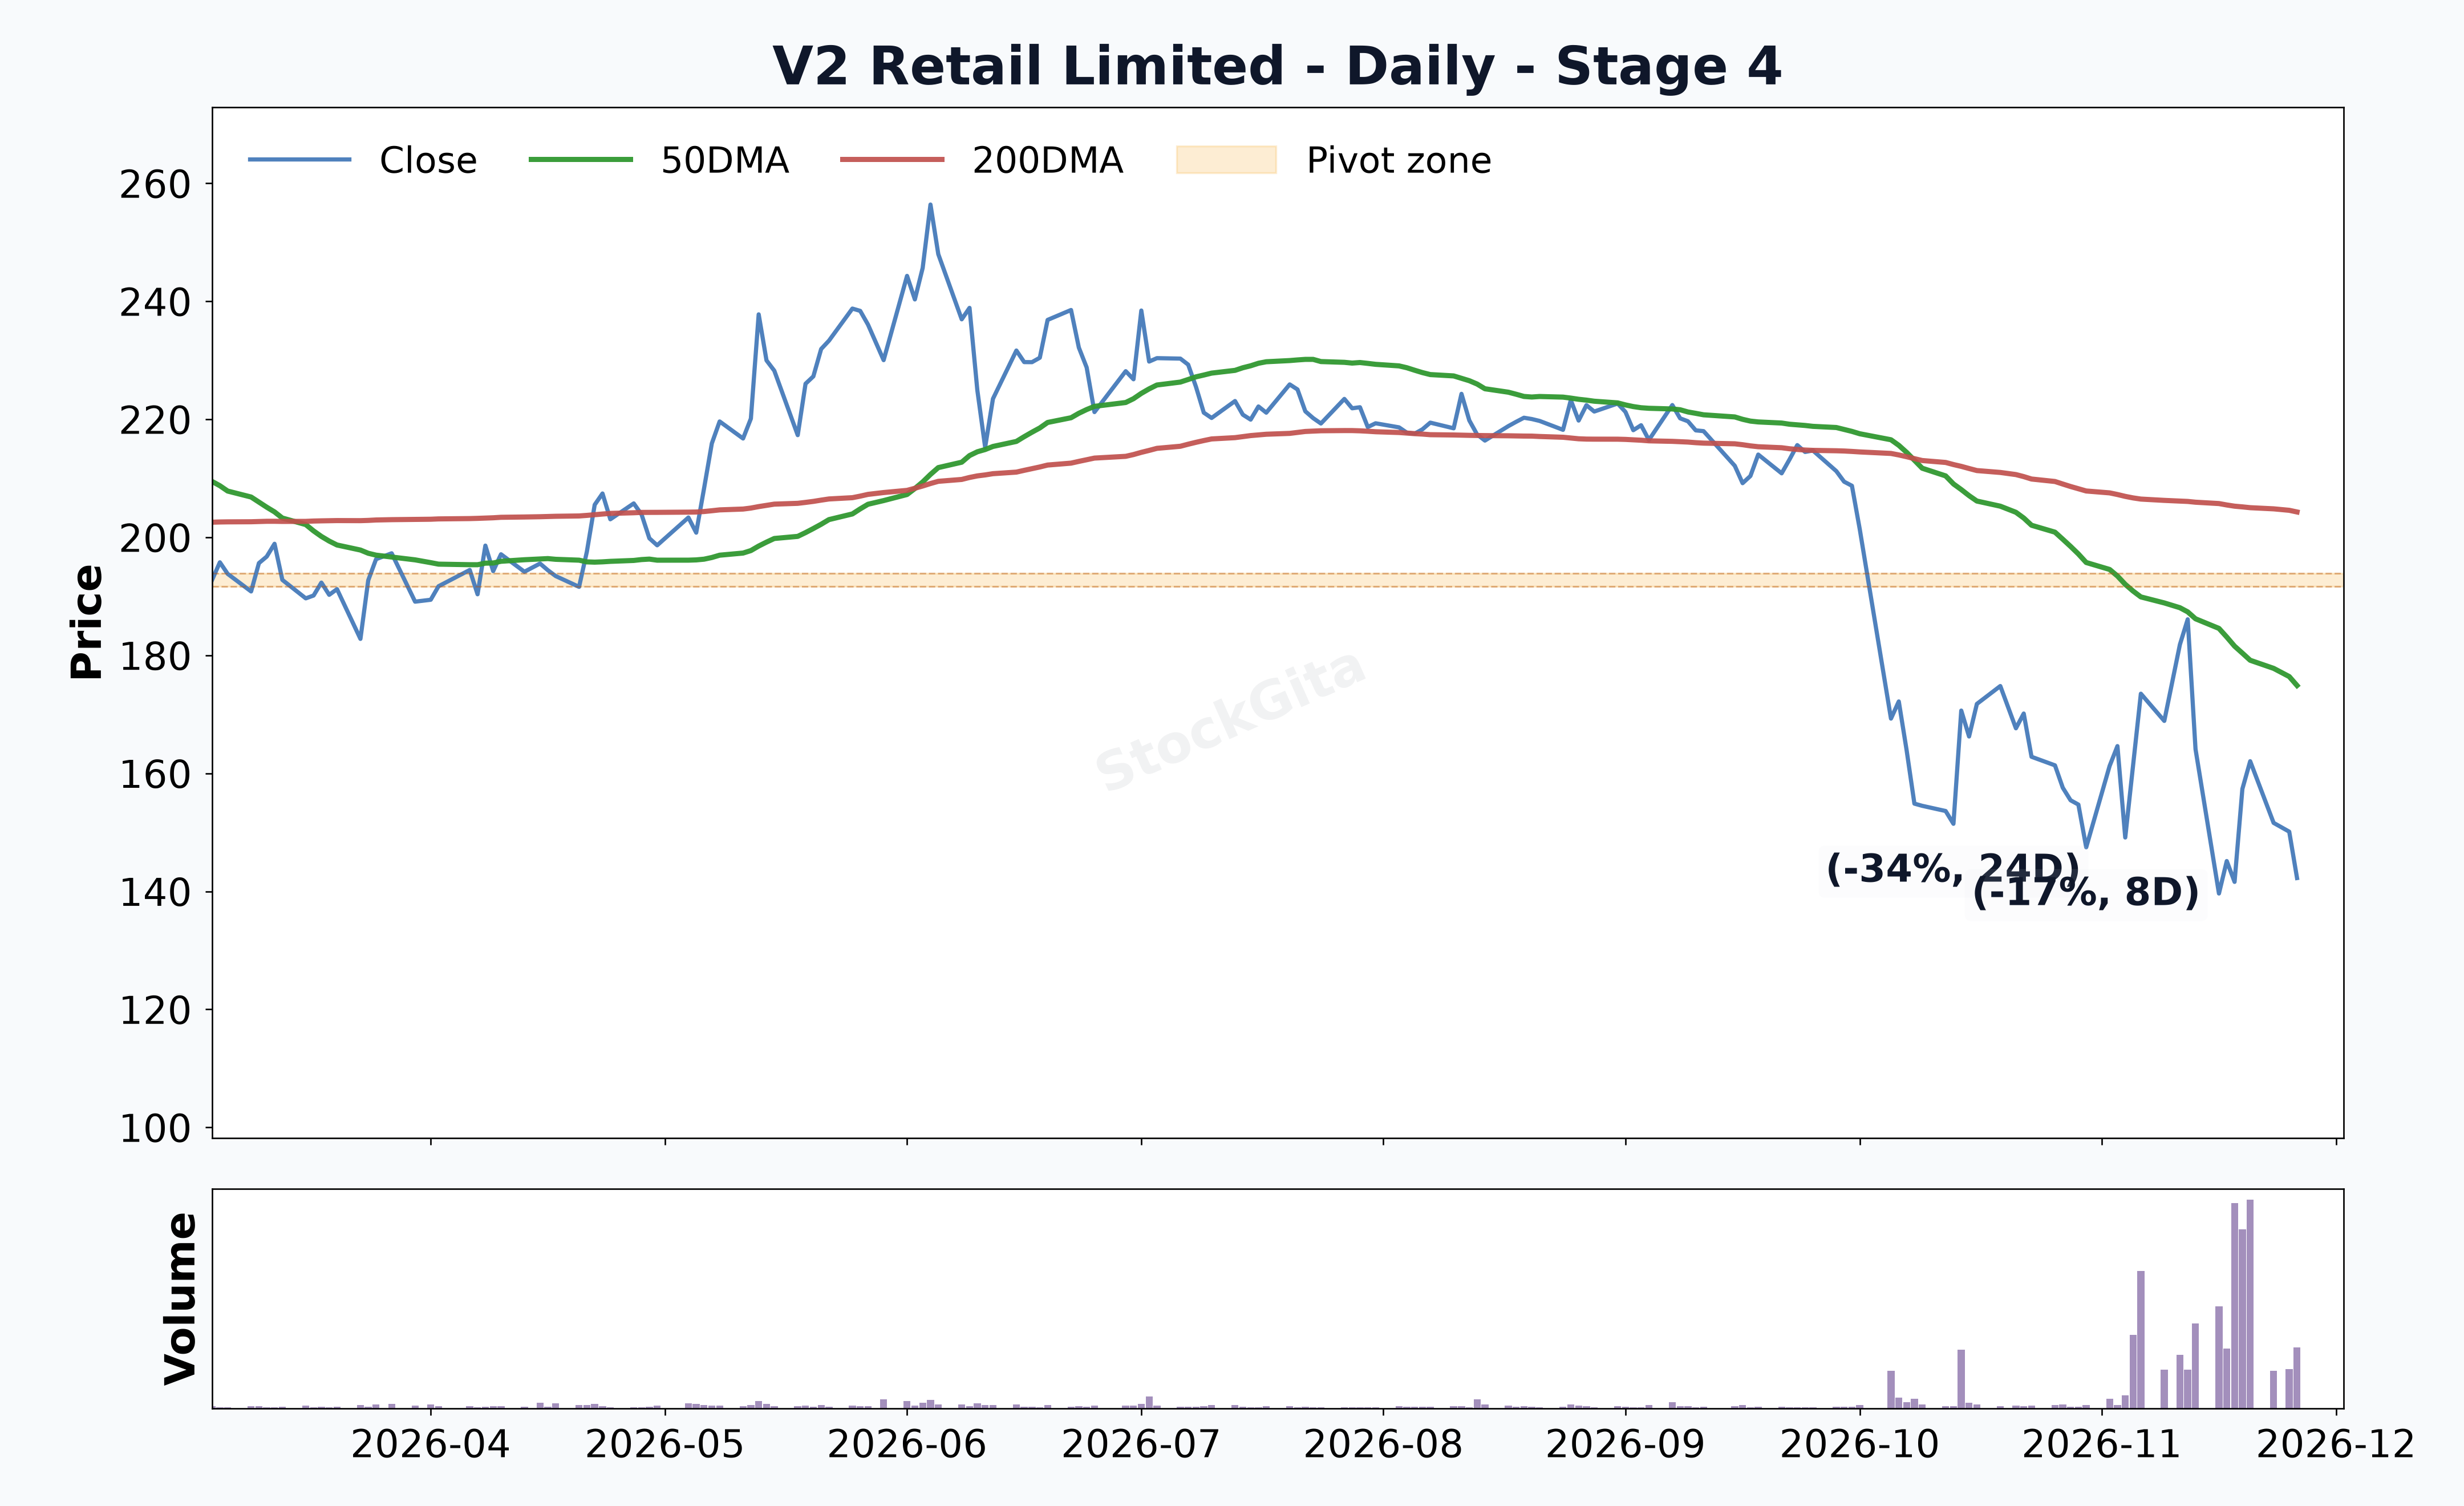 V2 Retail Limited - Daily - Stage 4
Close 50DMA 200DMA Pivot zone
260
240
220
200
180
160
140
120
100
Price
StockGita
(-34%, 24D)
(-17%, 8D)
Volume
2026-04 2026-05 2026-06 2026-07 2026-08 2026-09 2026-10 2026-11 2026-12